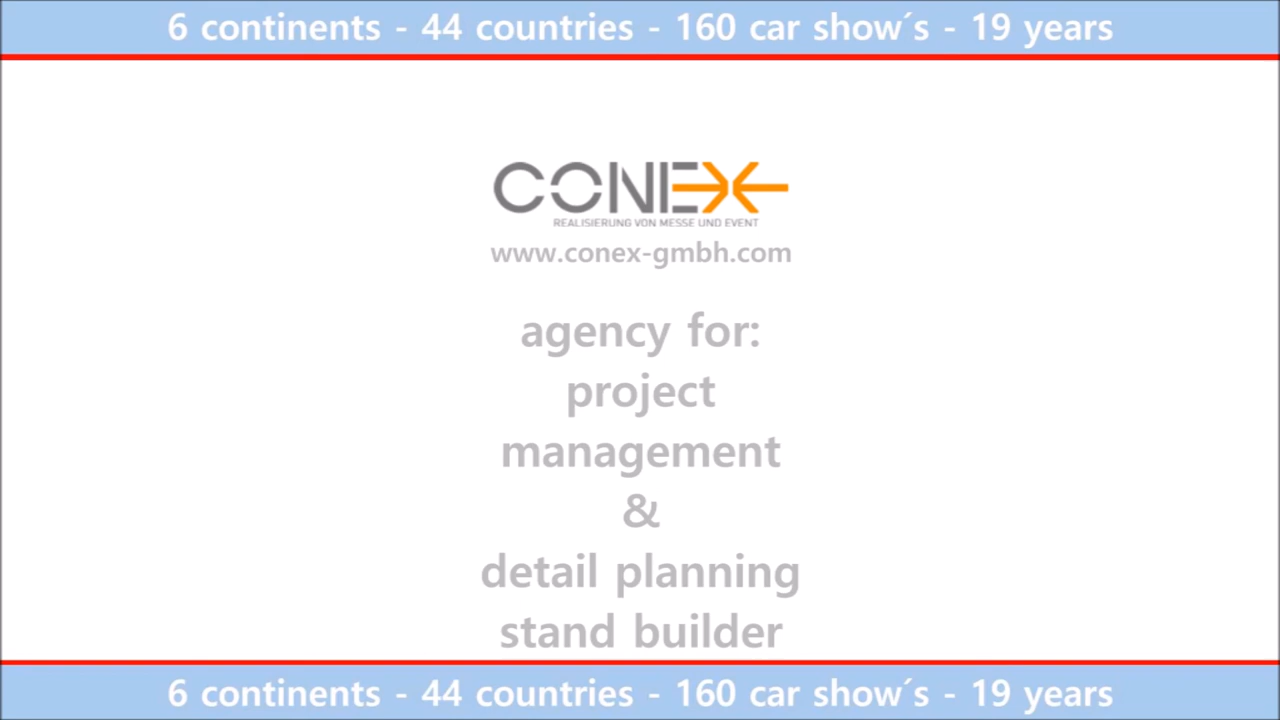 6 continents - 44 countries - 160 car show´s - 19 years
CONEX
REALISIERUNG VON MESSE UND EVENT
www.conex-gmbh.com
agency for:
project
management
&
detail planning
stand builder
6 continents - 44 countries - 160 car show´s - 19 years